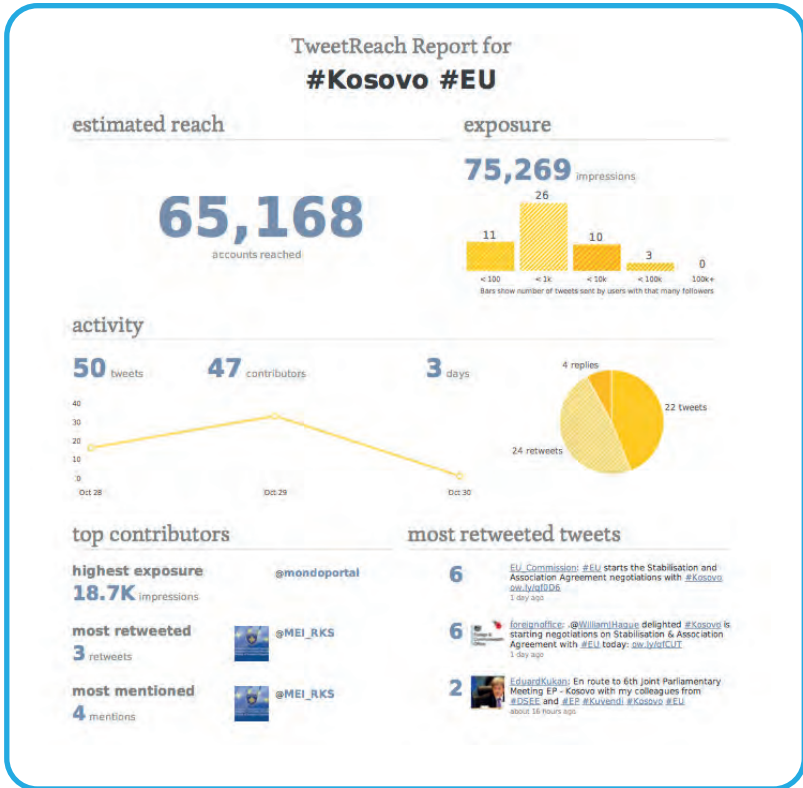 TweetReach Report for
#Kosovo #EU
estimated reach
65,168
accounts reached
exposure
75,269 impressions
26
11
10
3
0
< 100
< 1k
< 10k
< 100k
100k+
Bars show number of tweets sent by users with that many followers
activity
50 tweets
47 contributors
3 days
40
30
20
10
0
Oct 28
Oct 29
Oct 30
4 replies
22 tweets
24 retweets
top contributors
highest exposure
18.7K impressions
@mondoportal
most retweeted
3 retweets
@MEI_RKS
most mentioned
4 mentions
@MEI_RKS
most retweeted tweets
6
EU_Commission: #EU starts the Stabilisation and
Association Agreement negotiations with #Kosovo
1 day ago
6
foreignoffice: .@WilliamJHague delighted #Kosovo is
starting negotiations on Stabilisation & Association
Agreement with #EU today:
1 day ago
2
EduardKukan: En route to 6th Joint Parliamentary
Meeting EP - Kosovo with my colleagues from
#DSEE and #EP #Kuvendi #Kosovo #EU
about 16 hours ago